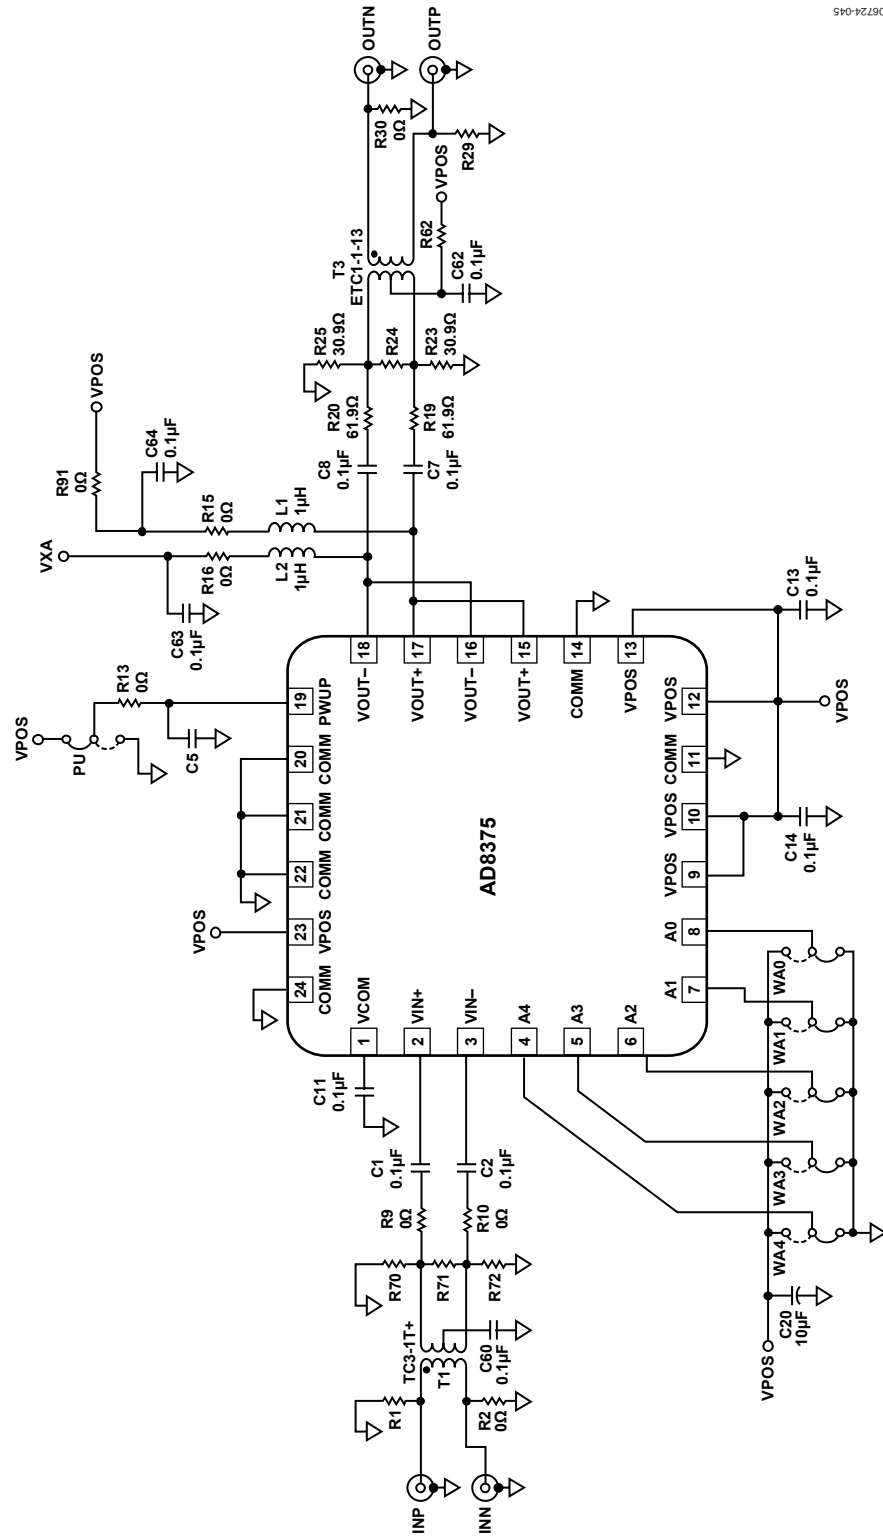 06724-045
OUTN
OUTP
R30
0Ω
R29
VPOS
R62
C62
0.1µF
T3
ETC1-1-13
R25
30.9Ω
R24
R23
30.9Ω
R20
61.9Ω
R19
61.9Ω
C8
0.1µF
C7
0.1µF
VPOS
R91
0Ω
C64
0.1µF
R15
0Ω
L1
1µH
VXA
R16
0Ω
L2
1µH
C63
0.1µF
VPOS
PU
R13
0Ω
C5
VPOS
18
VOUT–
17
VOUT+
16
VOUT–
15
VOUT+
14
COMM
13
VPOS
C13
0.1µF
19
PWUP
20
COMM
21
COMM
22
COMM
23
VPOS
24
COMM
AD8375
12
VPOS
11
COMM
10
VPOS
9
VPOS
8
A0
7
A1
VPOS
C14
0.1µF
1
VCOM
2
VIN+
3
VIN–
4
A4
5
A3
6
A2
C11
0.1µF
C1
0.1µF
C2
0.1µF
R9
0Ω
R10
0Ω
R70
R71
R72
TC3-1T+
T1
C60
0.1µF
R1
R2
0Ω
INP
INN
WA0
WA1
WA2
WA3
WA4
C20
10µF
VPOS